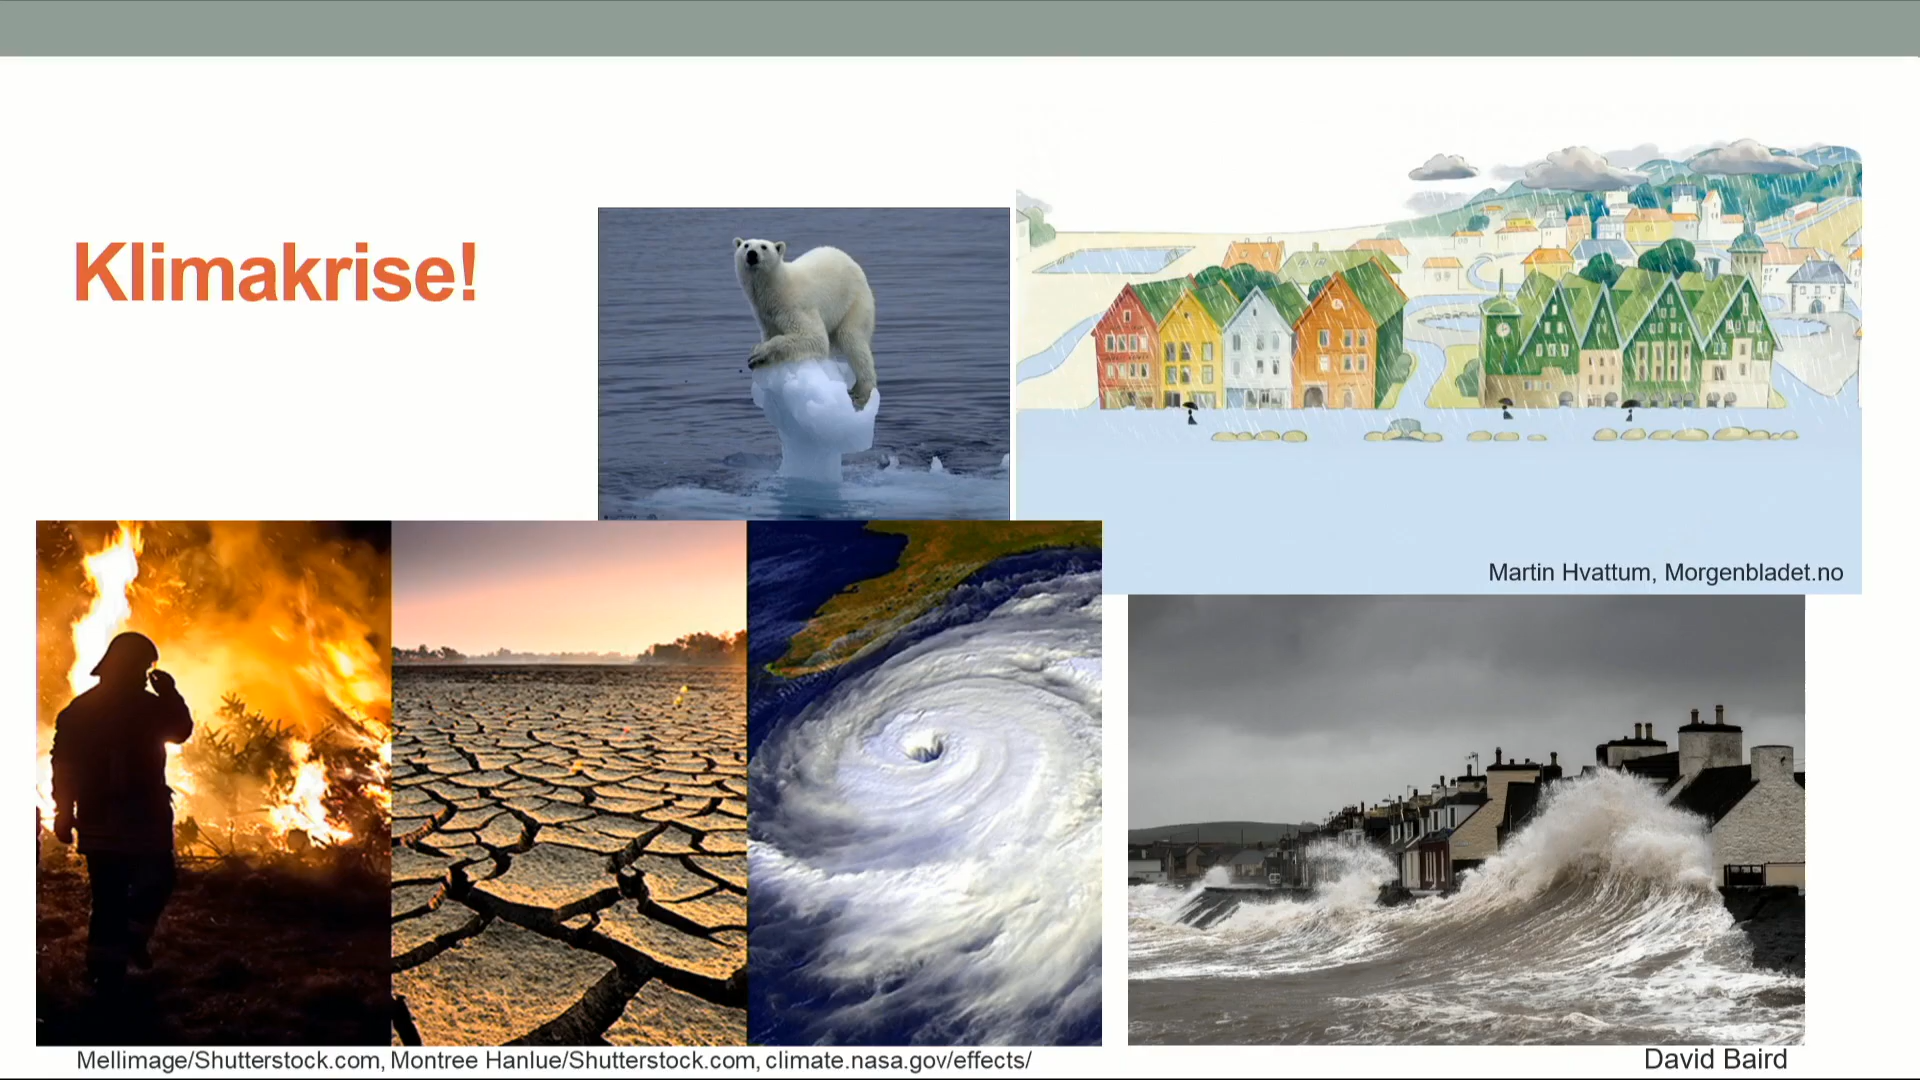 Klimakrise!
Martin Hvattum, Morgenbladet.no
Mellimage/Shutterstock.com, Montree Hanlue/Shutterstock.com, climate.nasa.gov/effects/
David Baird